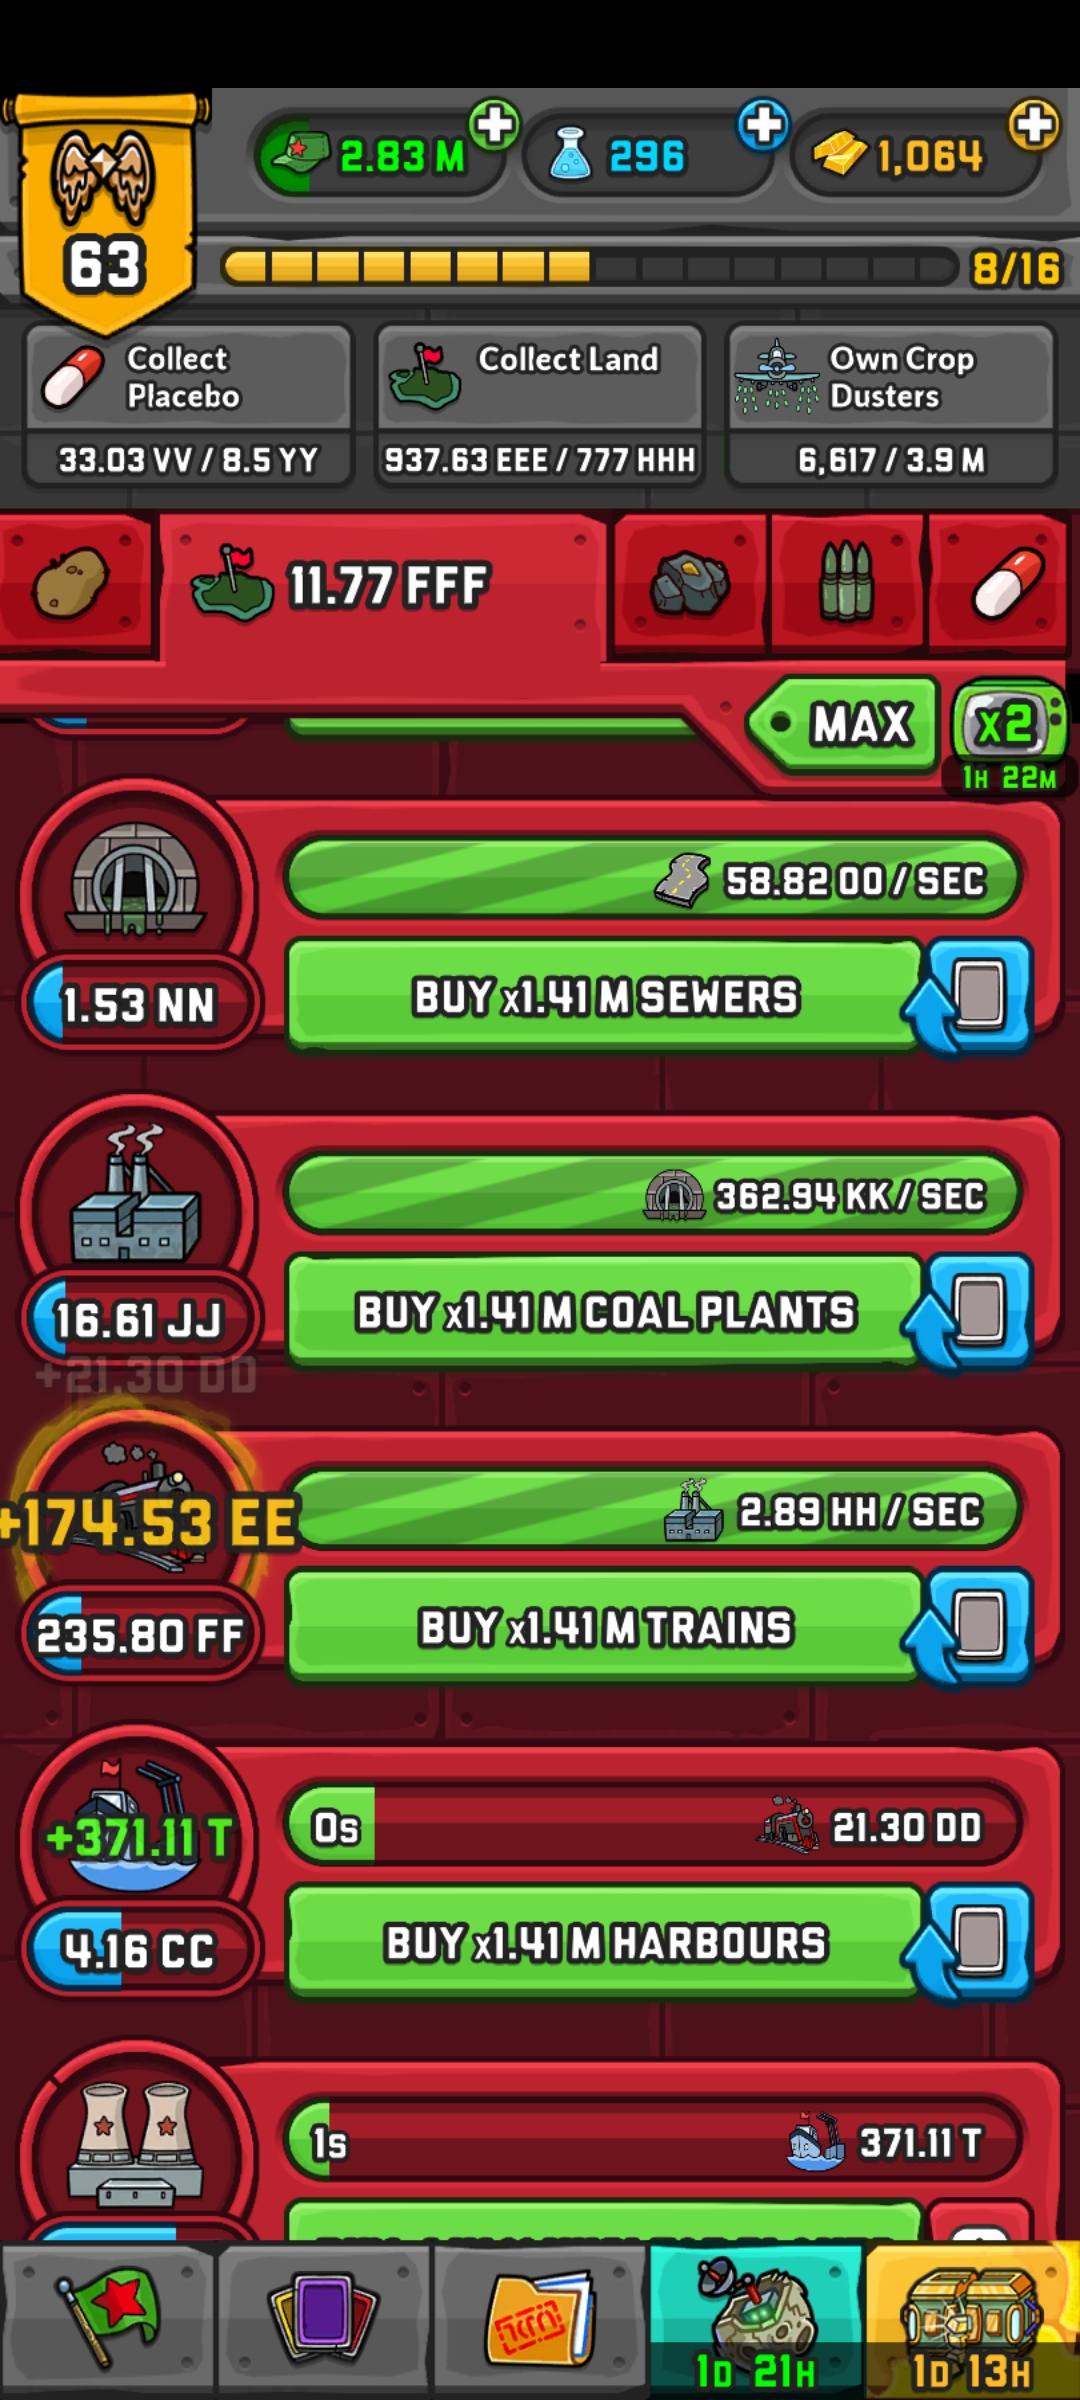 2.83 M
296
1,064
63
8/16
Collect
Placebo
33.03 VV / 8.5 YY
Collect Land
937.63 EEE / 777 HHH
Own Crop
Dusters
6,617 / 3.9 M
11.77 FFF
MAX
x2
1H 22M
58.82 OO / SEC
1.53 NN
BUY x1.41 M SEWERS
362.94 KK / SEC
16.61 JJ
BUY x1.41 M COAL PLANTS
+21.30 DD
+174.53 EE
2.89 HH / SEC
235.80 FF
BUY x1.41 M TRAINS
+371.11 T
0s
21.30 DD
4.16 CC
BUY x1.41 M HARBOURS
1s
371.11 T
1D 21H
1D 13H